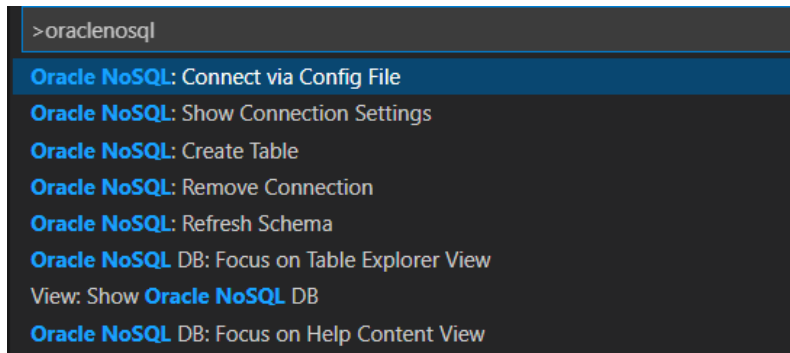 >oraclenosql
Oracle NoSQL: Connect via Config File
Oracle NoSQL: Show Connection Settings
Oracle NoSQL: Create Table
Oracle NoSQL: Remove Connection
Oracle NoSQL: Refresh Schema
Oracle NoSQL DB: Focus on Table Explorer View
View: Show Oracle NoSQL DB
Oracle NoSQL DB: Focus on Help Content View